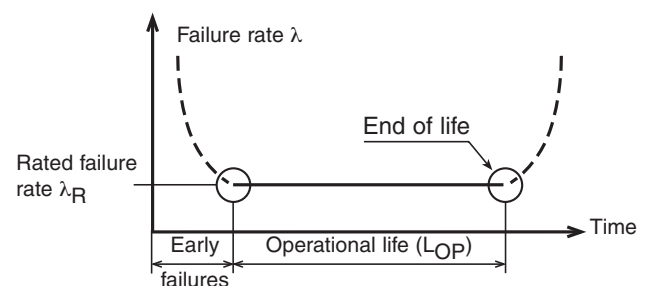 Failure rate λ
End of life
Rated failure
rate λR
Time
Early
failures
Operational life (LOP)